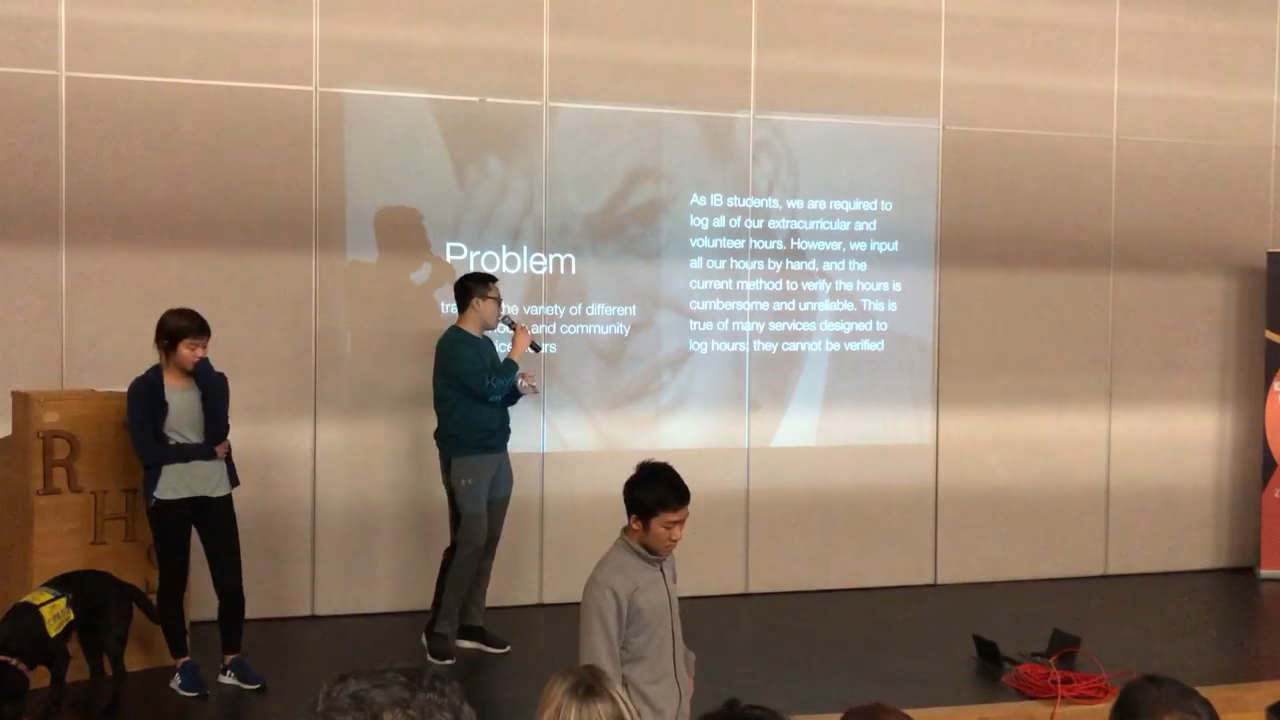 Problem
the variety of different
and community
As IB students, we are required to
log all of our extracurricular and
volunteer hours. However, we input
all our hours by hand, and the
current method to verify the hours is
cumbersome and unreliable. This is
true of many services designed to
log hours; they cannot be verified
R
H
S